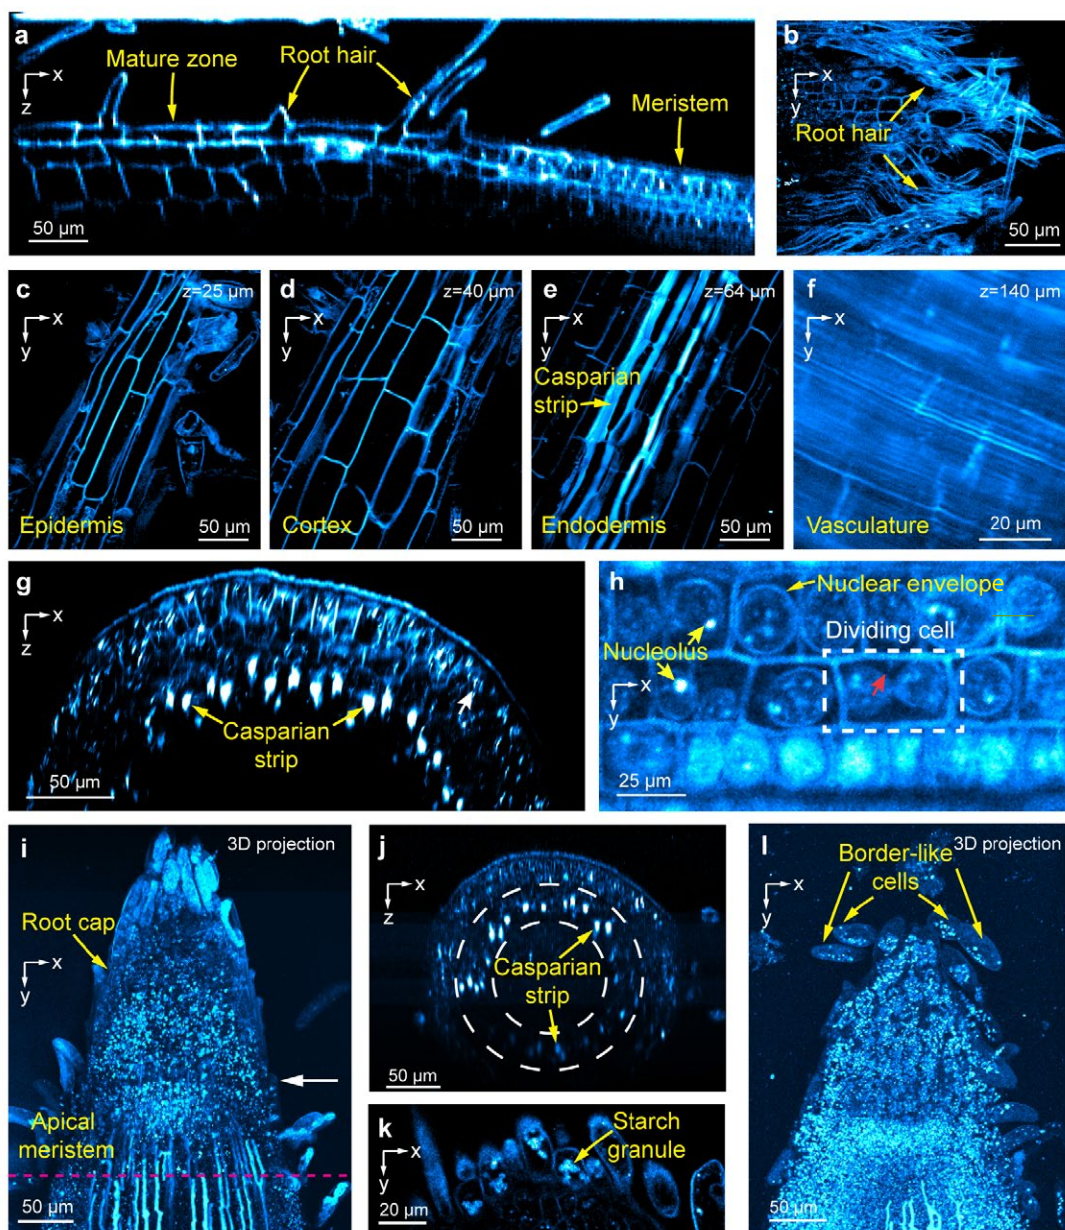 a
x
z
Mature zone
Root hair
Meristem
50 µm
b
x
y
Root hair
50 µm
c
z=25 µm
x
y
Epidermis
50 µm
d
z=40 µm
x
y
Cortex
50 µm
e
z=64 µm
x
y
Casparian
strip
Endodermis
50 µm
f
z=140 µm
x
y
Vasculature
20 µm
g
x
z
Casparian
strip
50 µm
h
Nuclear envelope
Dividing cell
Nucleolus
x
y
25 µm
i
3D projection
Root cap
x
y
Apical
meristem
50 µm
j
x
z
Casparian
strip
50 µm
k
x
y
Starch
granule
20 µm
l
3D projection
x
y
Border-like
cells
50 µm